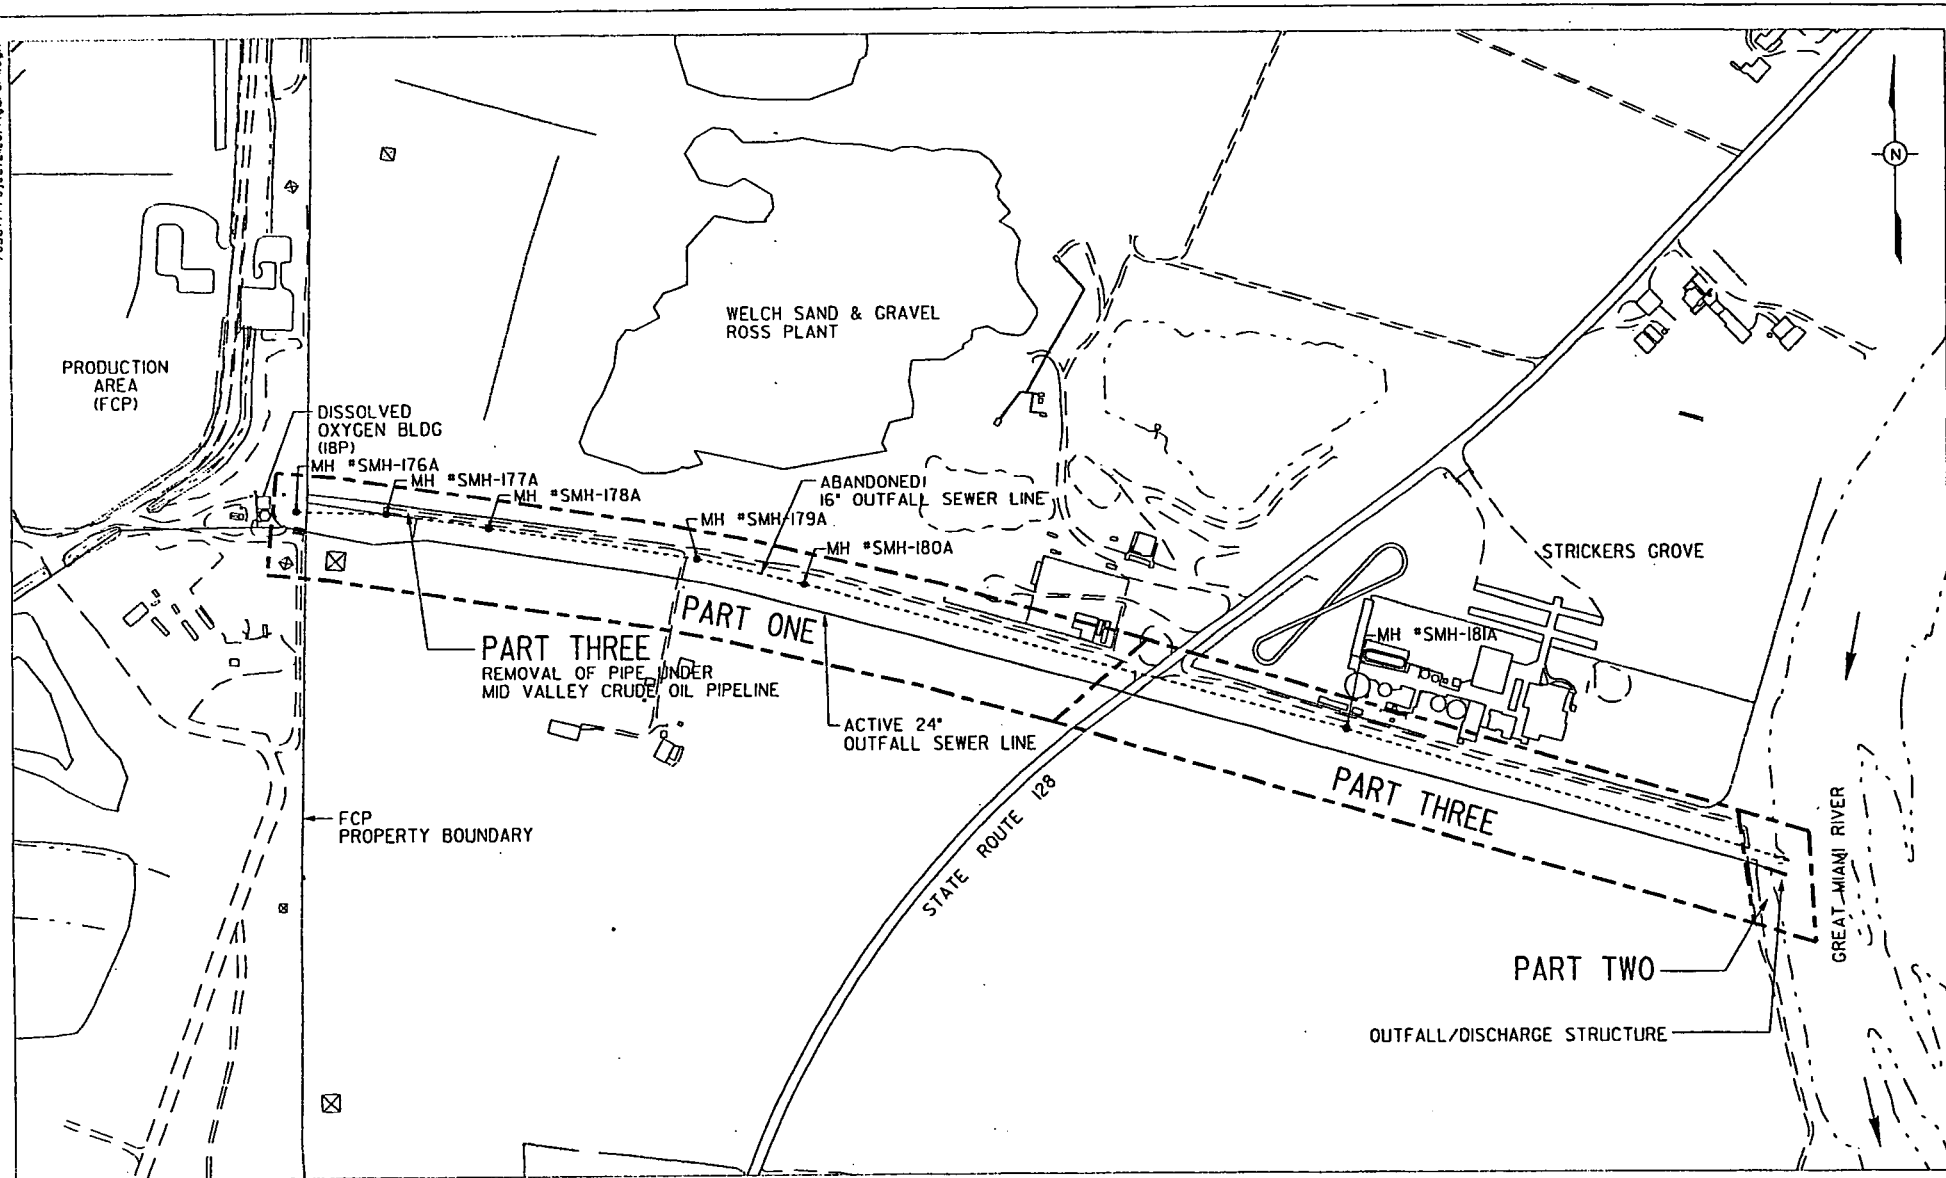 N
WELCH SAND & GRAVEL
ROSS PLANT
PRODUCTION
AREA
(FCP)
DISSOLVED
OXYGEN BLDG
(18P)
MH #SMH-176A
MH #SMH-177A
MH #SMH-178A
ABANDONED
16" OUTFALL SEWER LINE
MH #SMH-179A
MH #SMH-180A
STRICKERS GROVE
PART ONE
MH #SMH-181A
PART THREE
REMOVAL OF PIPE UNDER
MID VALLEY CRUDE OIL PIPELINE
ACTIVE 24"
OUTFALL SEWER LINE
PART THREE
FCP
PROPERTY BOUNDARY
STATE ROUTE 128
GREAT MIAMI RIVER
PART TWO
OUTFALL/DISCHARGE STRUCTURE